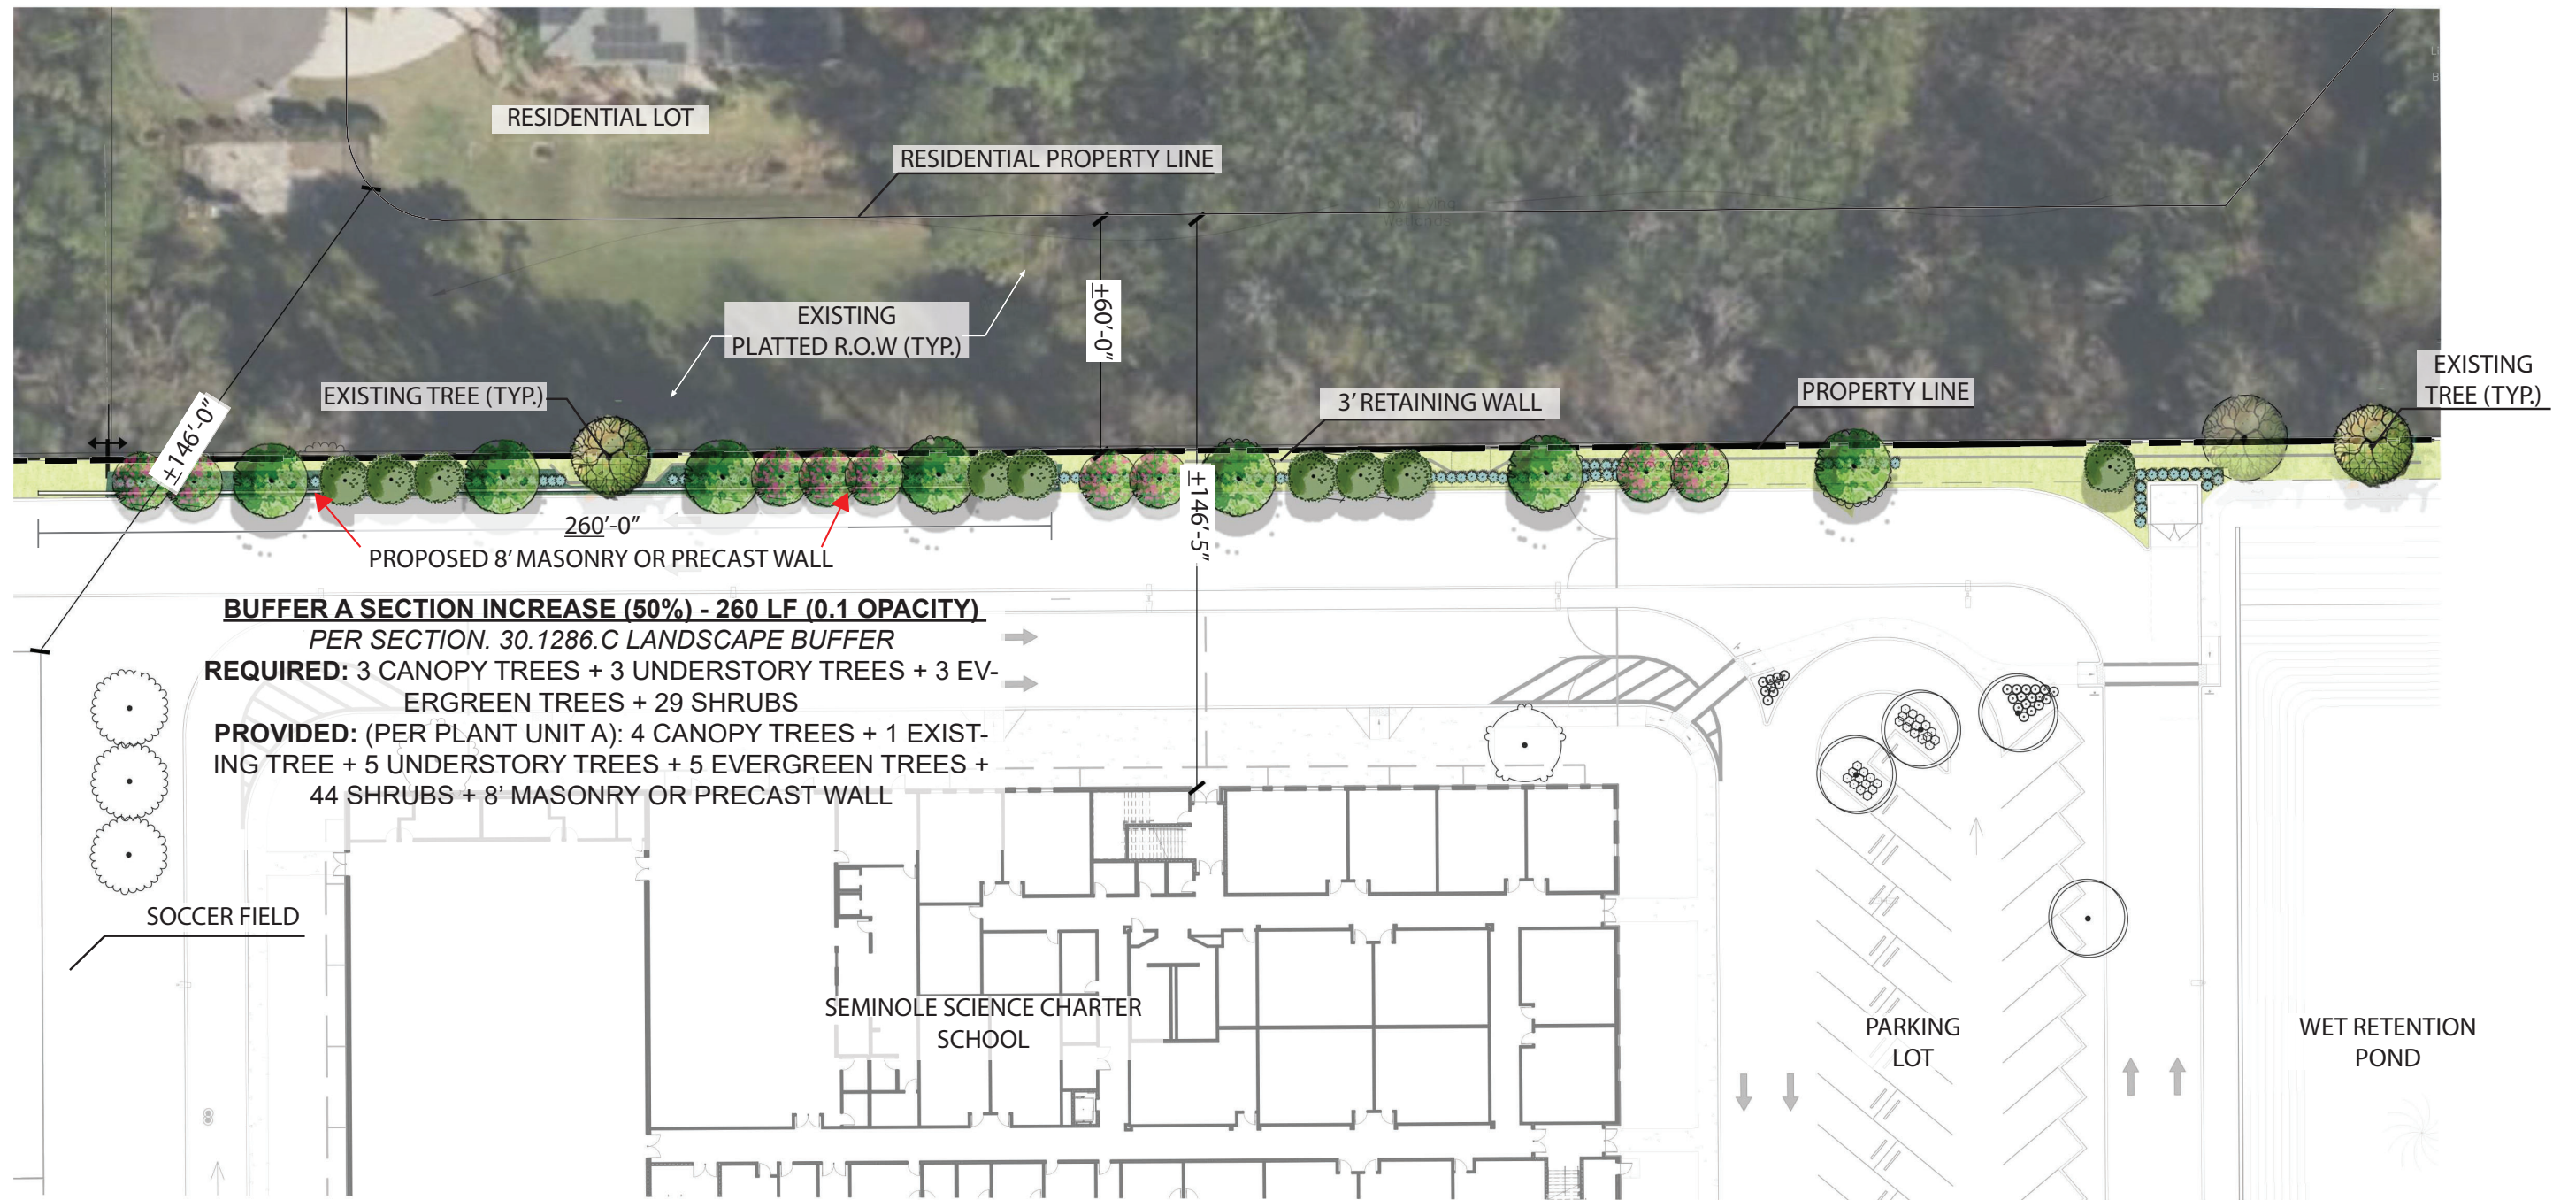 RESIDENTIAL LOT
RESIDENTIAL PROPERTY LINE
EXISTING
PLATTED R.O.W (TYP.)
±60'-0"
EXISTING TREE (TYP.)
±146'-0"
3' RETAINING WALL
PROPERTY LINE
EXISTING
TREE (TYP.)
260'-0"
±146'-5"
PROPOSED 8' MASONRY OR PRECAST WALL
BUFFER A SECTION INCREASE (50%) - 260 LF (0.1 OPACITY)
PER SECTION. 30.1286.C LANDSCAPE BUFFER
REQUIRED: 3 CANOPY TREES + 3 UNDERSTORY TREES + 3 EV-
ERGREEN TREES + 29 SHRUBS
PROVIDED: (PER PLANT UNIT A): 4 CANOPY TREES + 1 EXIST-
ING TREE + 5 UNDERSTORY TREES + 5 EVERGREEN TREES +
44 SHRUBS + 8' MASONRY OR PRECAST WALL
SOCCER FIELD
SEMINOLE SCIENCE CHARTER
SCHOOL
PARKING
LOT
WET RETENTION
POND